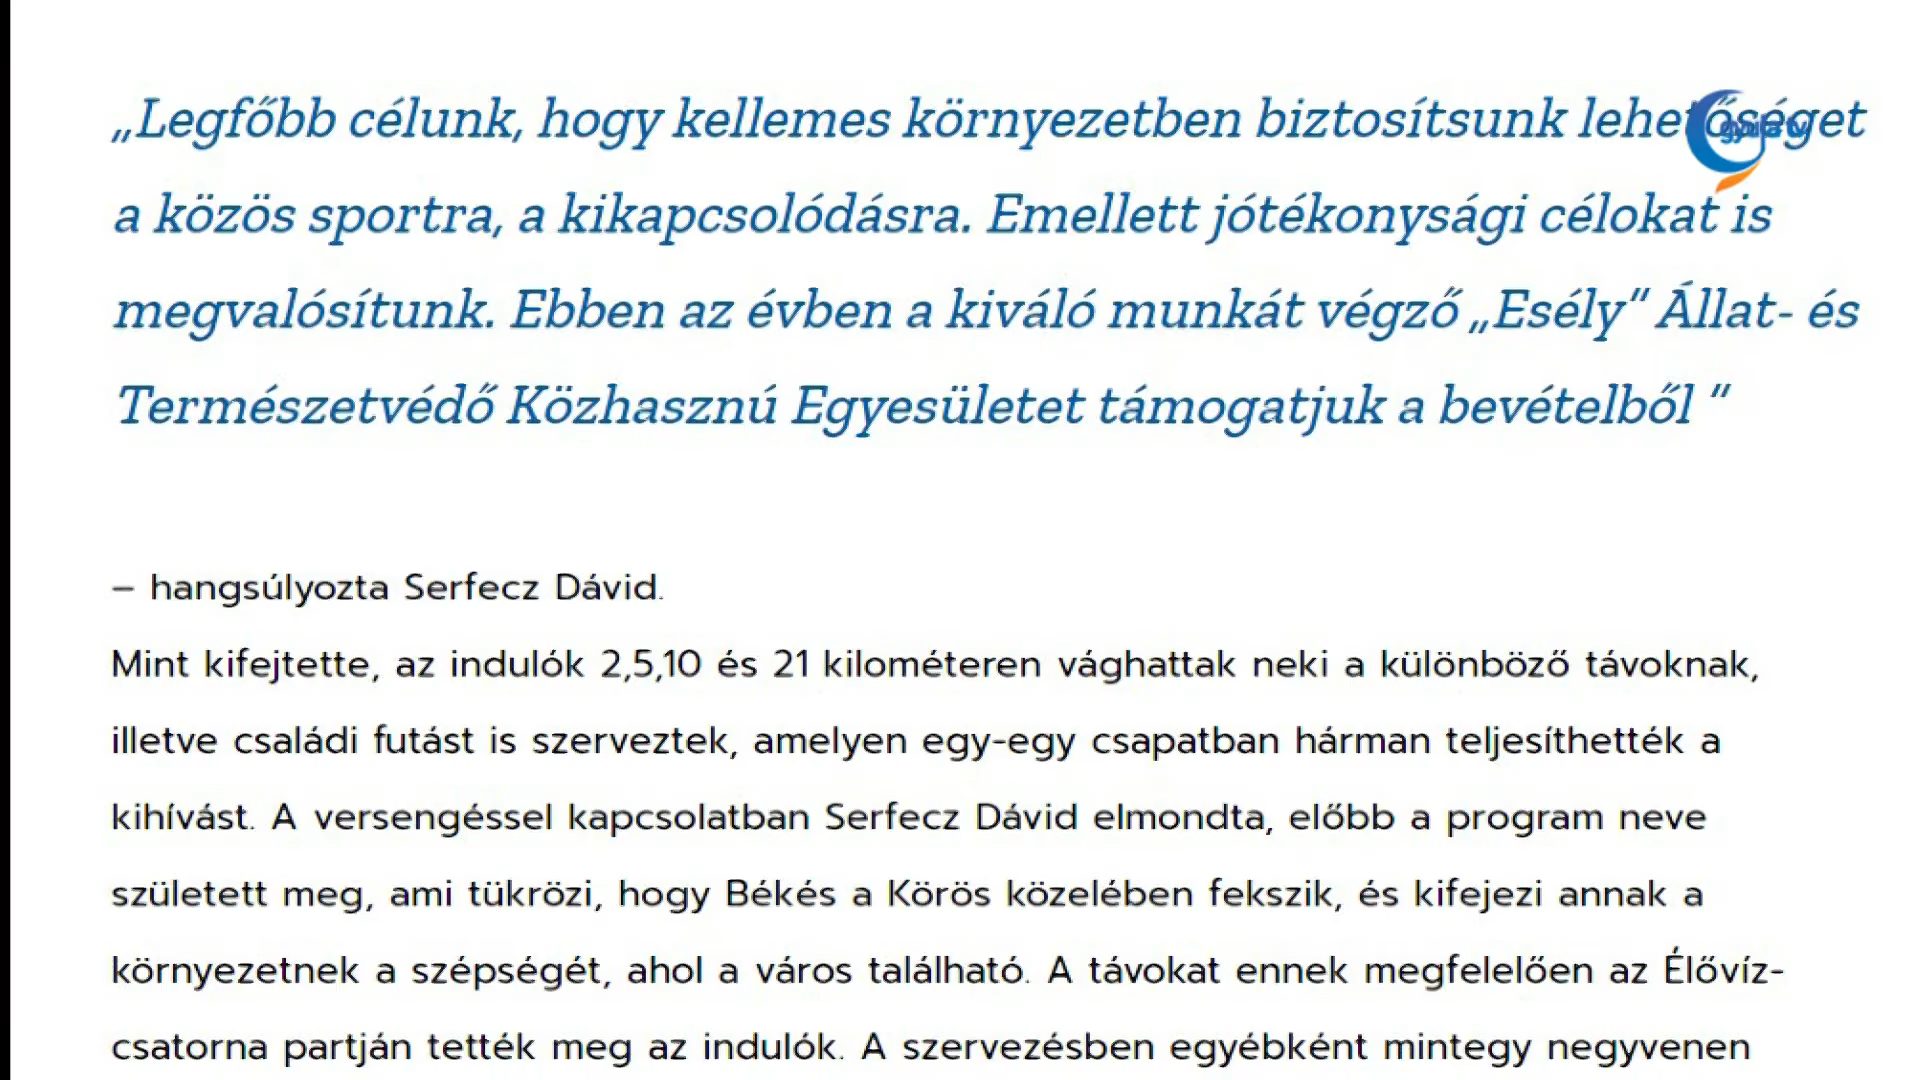 „Legfőbb célunk, hogy kellemes környezetben biztosítsunk lehetőséget
a közös sportra, a kikapcsolódásra. Emellett jótékonysági célokat is
megvalósítunk. Ebben az évben a kiváló munkát végző „Esély” Állat- és
Természetvédő Közhasznú Egyesületet támogatjuk a bevételből ”
gyulatv
– hangsúlyozta Serfecz Dávid.
Mint kifejtette, az indulók 2,5,10 és 21 kilométeren vághattak neki a különböző távoknak,
illetve családi futást is szerveztek, amelyen egy-egy csapatban hárman teljesíthették a
kihívást. A versengéssel kapcsolatban Serfecz Dávid elmondta, előbb a program neve
született meg, ami tükrözi, hogy Békés a Körös közelében fekszik, és kifejezi annak a
környezetnek a szépségét, ahol a város található. A távokat ennek megfelelően az Élővíz-
csatorna partján tették meg az indulók. A szervezésben egyébként mintegy negyvenen